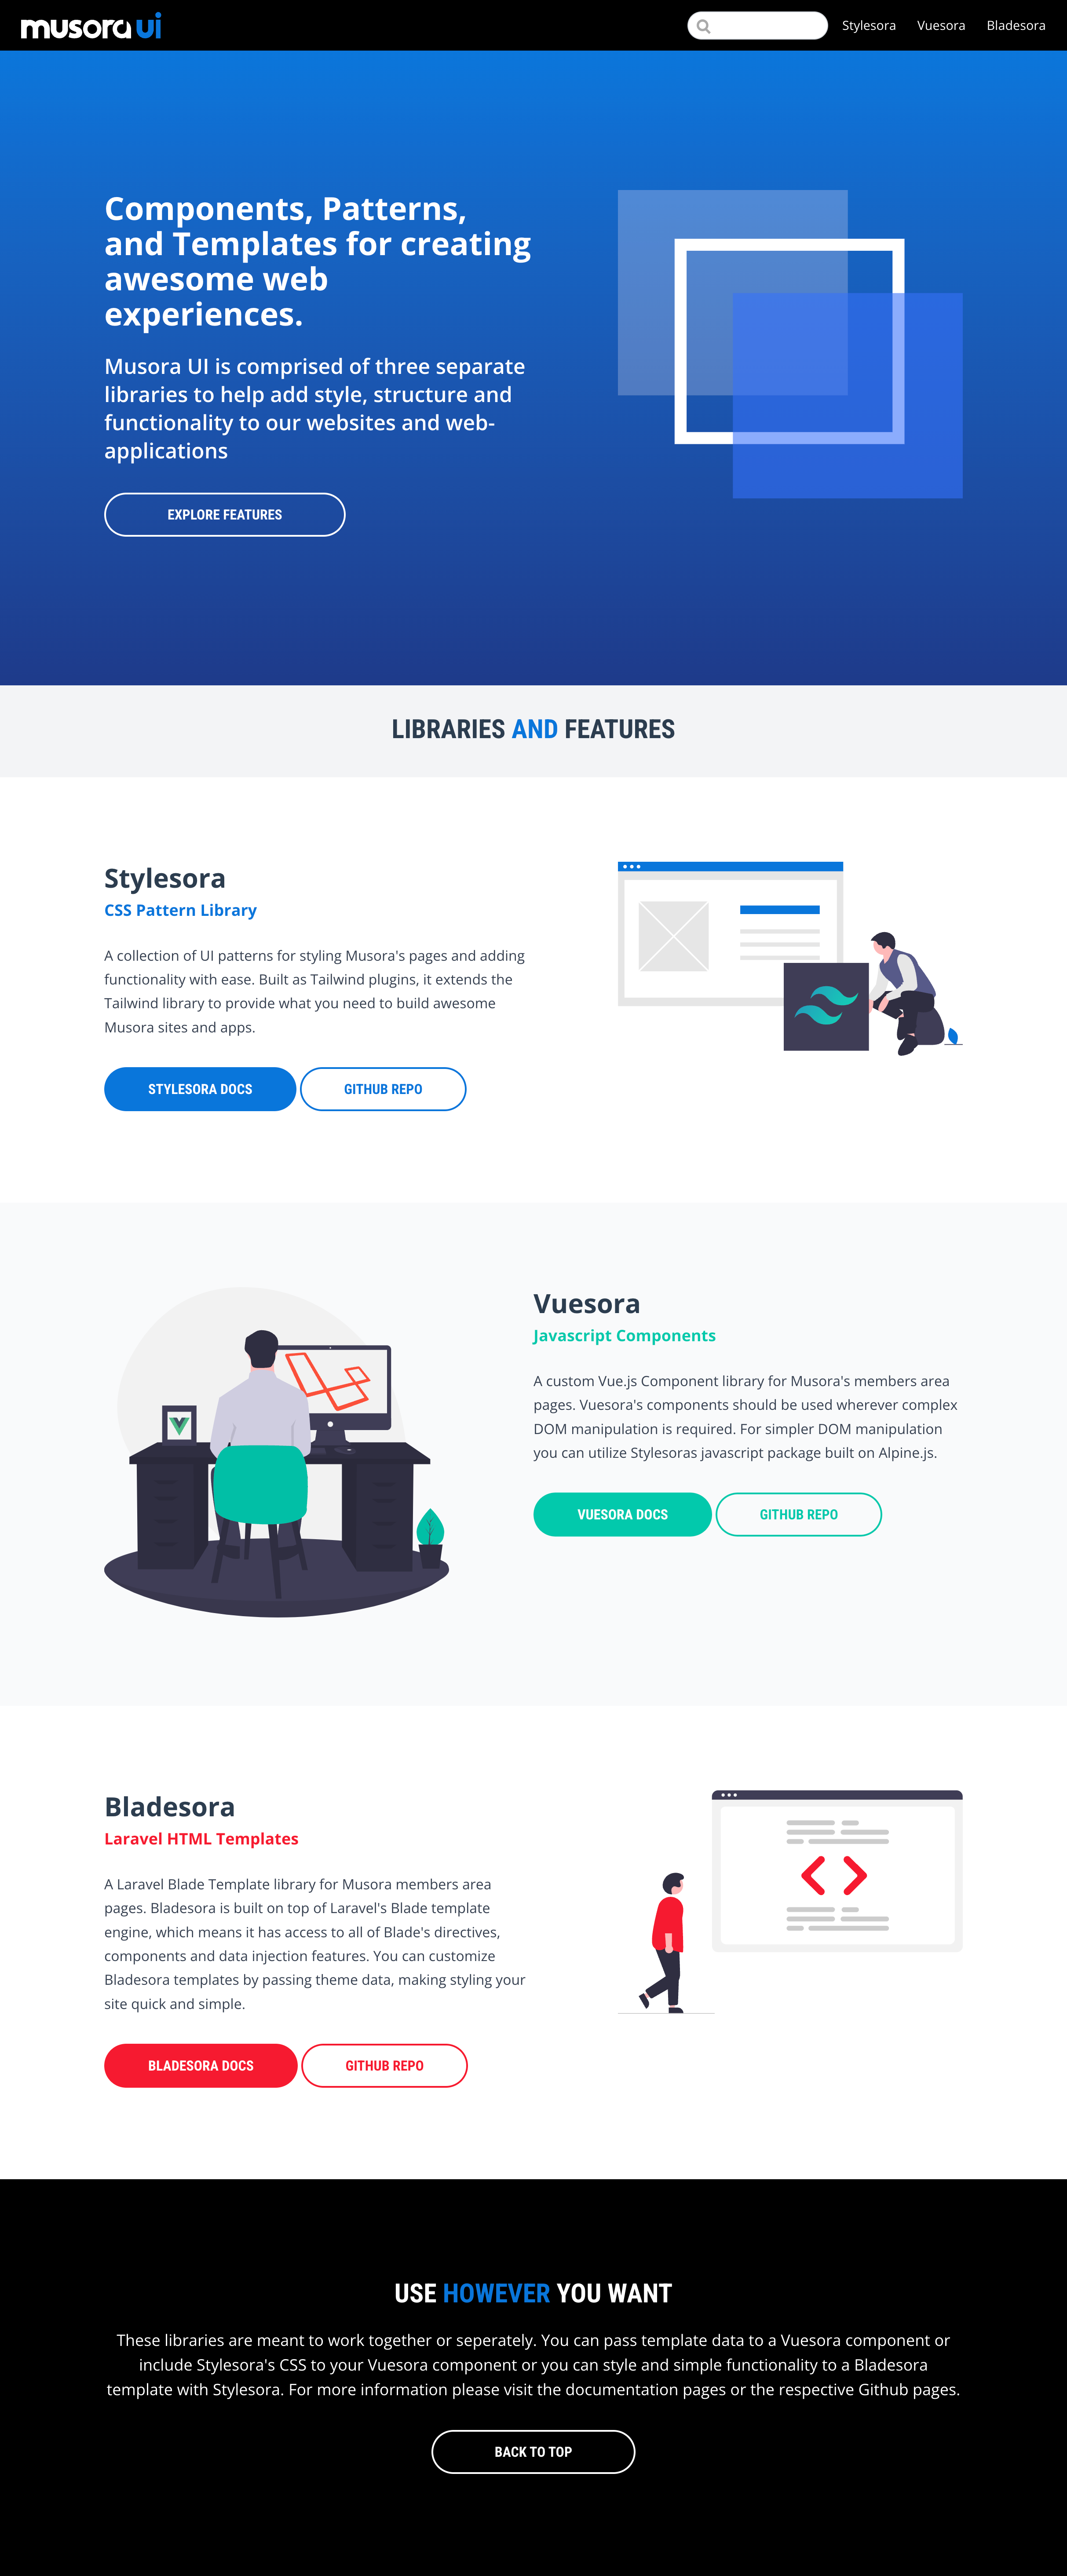 musora ui
Stylesora Vuesora Bladesora
Components, Patterns,
and Templates for creating
awesome web
experiences.
Musora UI is comprised of three separate
libraries to help add style, structure and
functionality to our websites and web-
applications
EXPLORE FEATURES
LIBRARIES AND FEATURES
Stylesora
CSS Pattern Library
A collection of UI patterns for styling Musora's pages and adding
functionality with ease. Built as Tailwind plugins, it extends the
Tailwind library to provide what you need to build awesome
Musora sites and apps.
STYLESORA DOCS GITHUB REPO
Vuesora
Javascript Components
A custom Vue.js Component library for Musora's members area
pages. Vuesora's components should be used wherever complex
DOM manipulation is required. For simpler DOM manipulation
you can utilize Stylesoras javascript package built on Alpine.js.
VUESORA DOCS GITHUB REPO
Bladesora
Laravel HTML Templates
A Laravel Blade Template library for Musora members area
pages. Bladesora is built on top of Laravel's Blade template
engine, which means it has access to all of Blade's directives,
components and data injection features. You can customize
Bladesora templates by passing theme data, making styling your
site quick and simple.
BLADESORA DOCS GITHUB REPO
USE HOWEVER YOU WANT
These libraries are meant to work together or seperately. You can pass template data to a Vuesora component or
include Stylesora's CSS to your Vuesora component or you can style and simple functionality to a Bladesora
template with Stylesora. For more information please visit the documentation pages or the respective Github pages.
BACK TO TOP